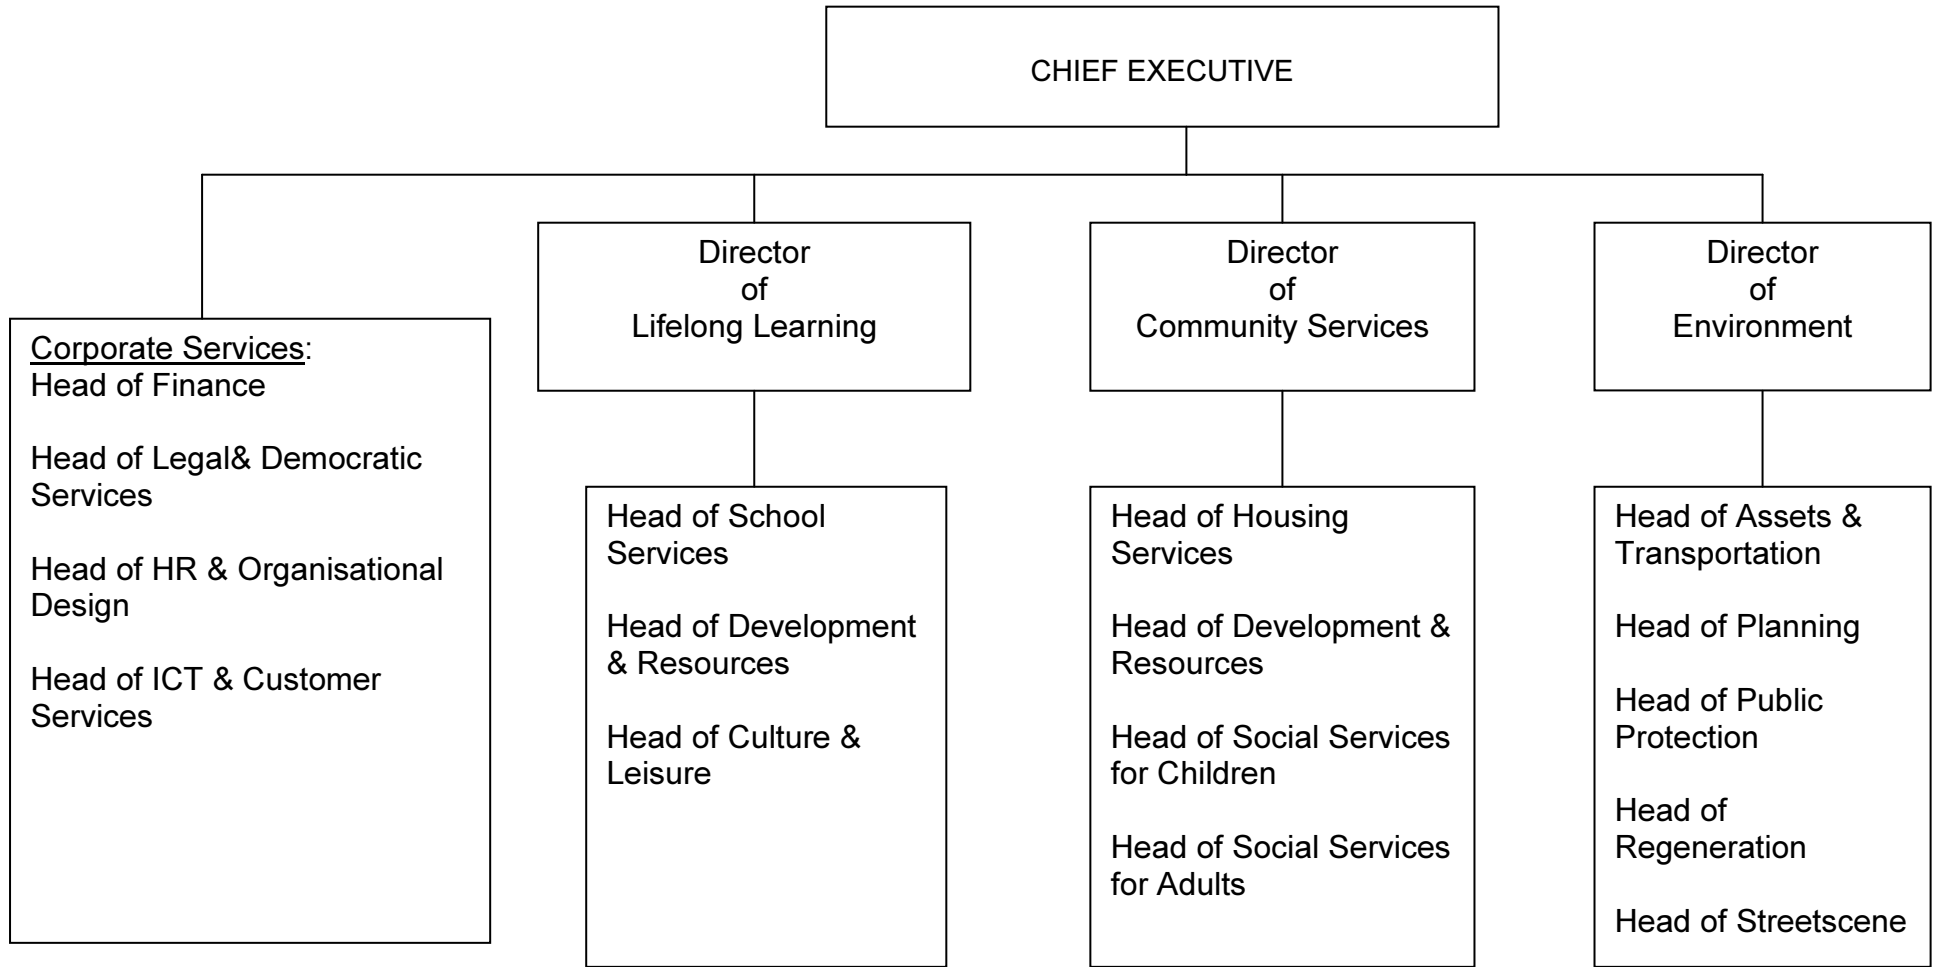 CHIEF EXECUTIVE
Corporate Services:
Head of Finance
Head of Legal& Democratic
Services
Head of HR & Organisational
Design
Head of ICT & Customer
Services
Director
of
Lifelong Learning
Head of School
Services
Head of Development
& Resources
Head of Culture &
Leisure
Director
of
Community Services
Head of Housing
Services
Head of Development &
Resources
Head of Social Services
for Children
Head of Social Services
for Adults
Director
of
Environment
Head of Assets &
Transportation
Head of Planning
Head of Public
Protection
Head of
Regeneration
Head of Streetscene